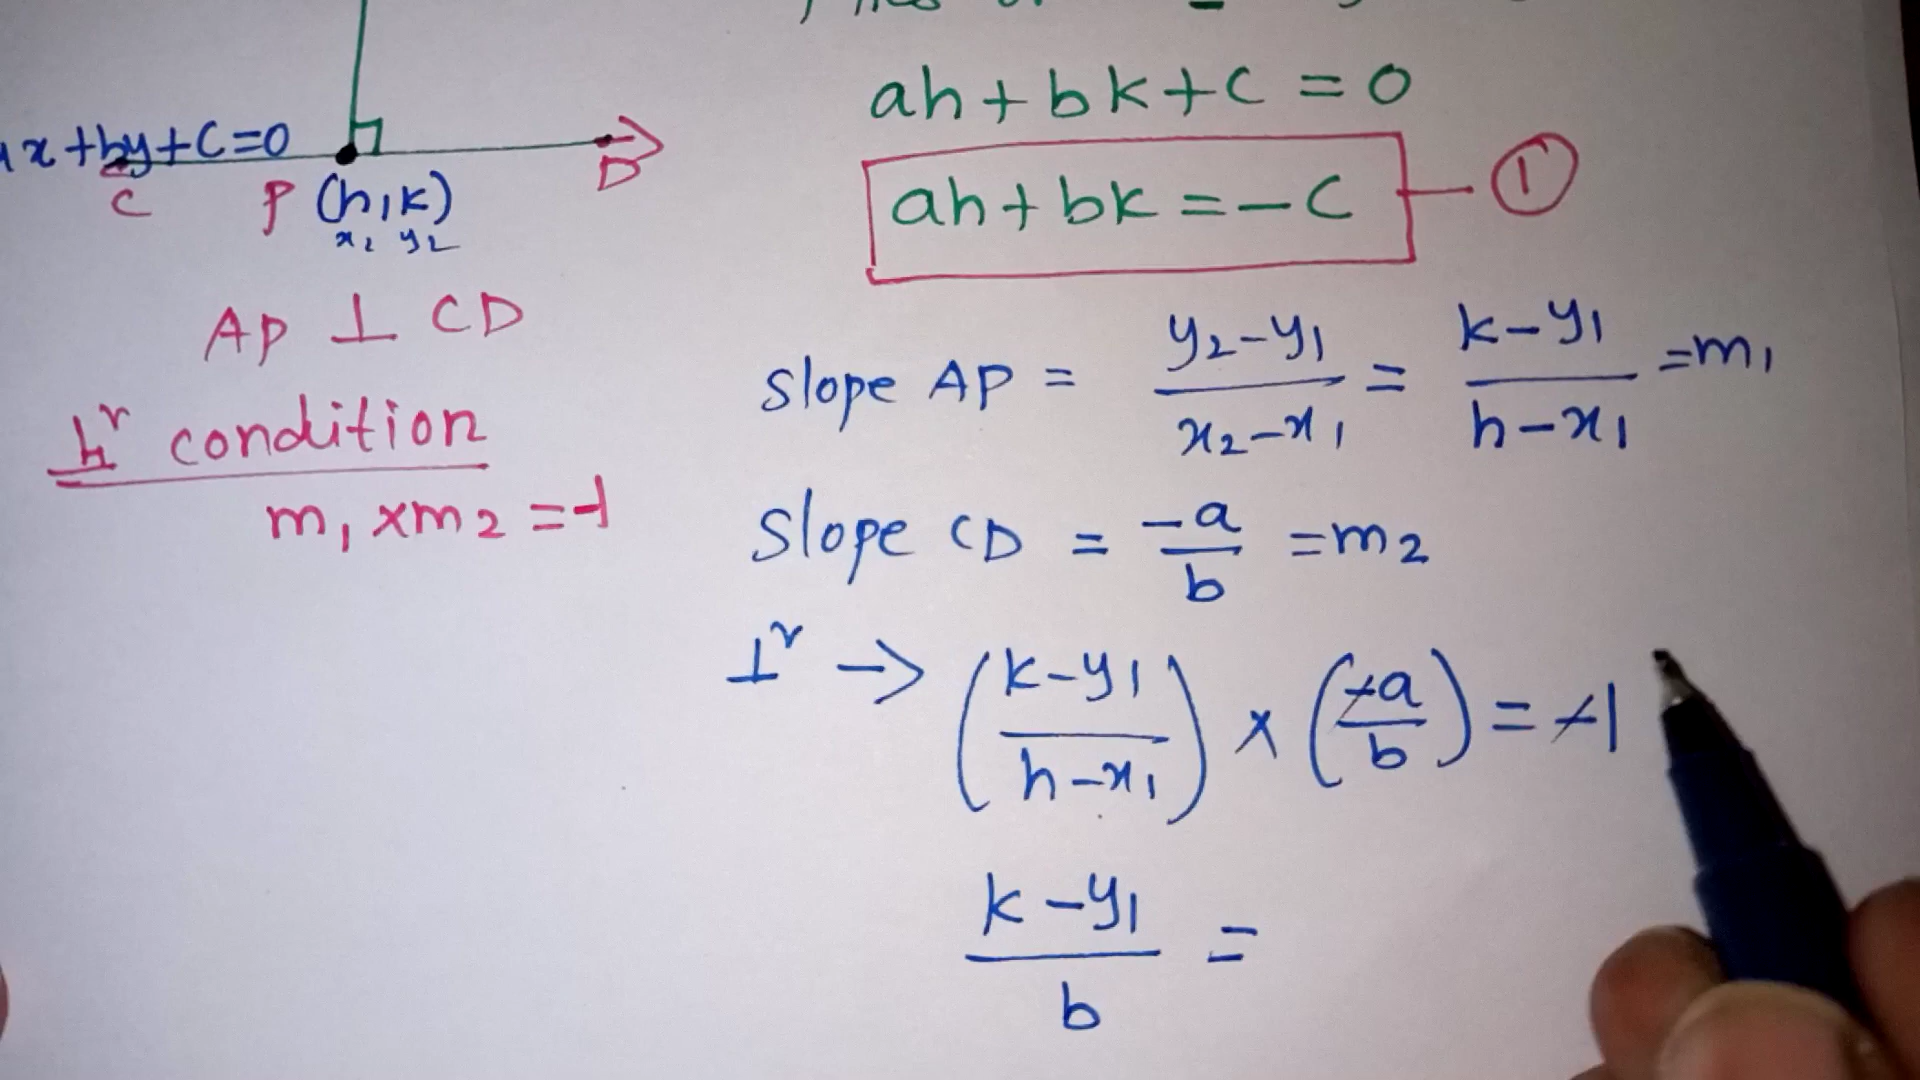 x+by+C=0
C P (h,k) D
x₂ y₂
AP ⊥ CD
⊥ʳ condition
m₁ xm₂ =-1
ah+bk+c=0
ah+bk=-c ①
Slope AP = y₂-y₁/x₂-x₁ = k-y₁/h-x₁ =m₁
Slope CD = -a/b =m₂
⊥ʳ → (k-y₁/h-x₁) x (-a/b) = -1
k-y₁/b =